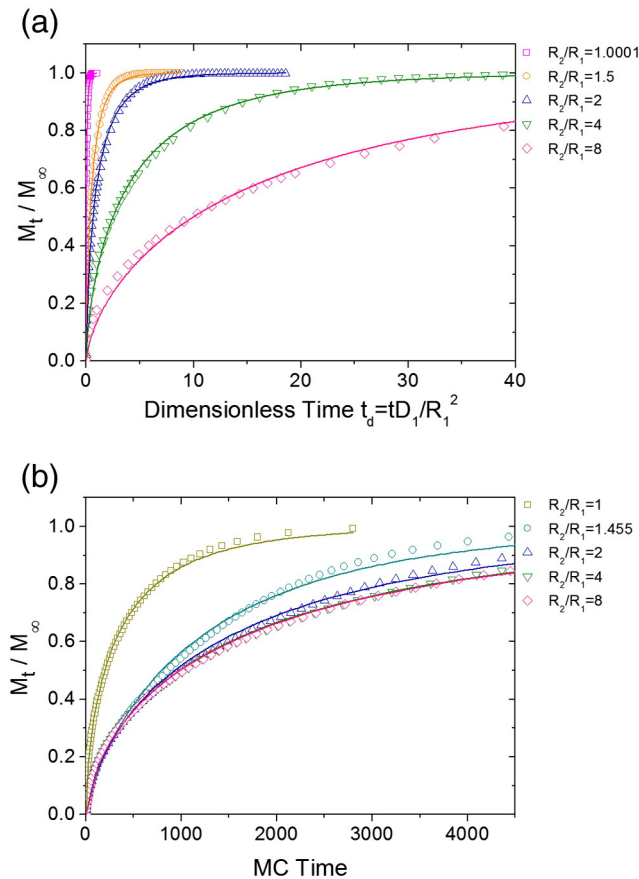 (a)
M_t / M_∞
1.0
0.8
0.6
0.4
0.2
0.0
0 10 20 30 40
Dimensionless Time t_d=tD_1/R_1^2
R_2/R_1=1.0001
R_2/R_1=1.5
R_2/R_1=2
R_2/R_1=4
R_2/R_1=8
(b)
M_t / M_∞
1.0
0.8
0.6
0.4
0.2
0.0
0 1000 2000 3000 4000
MC Time
R_2/R_1=1
R_2/R_1=1.455
R_2/R_1=2
R_2/R_1=4
R_2/R_1=8